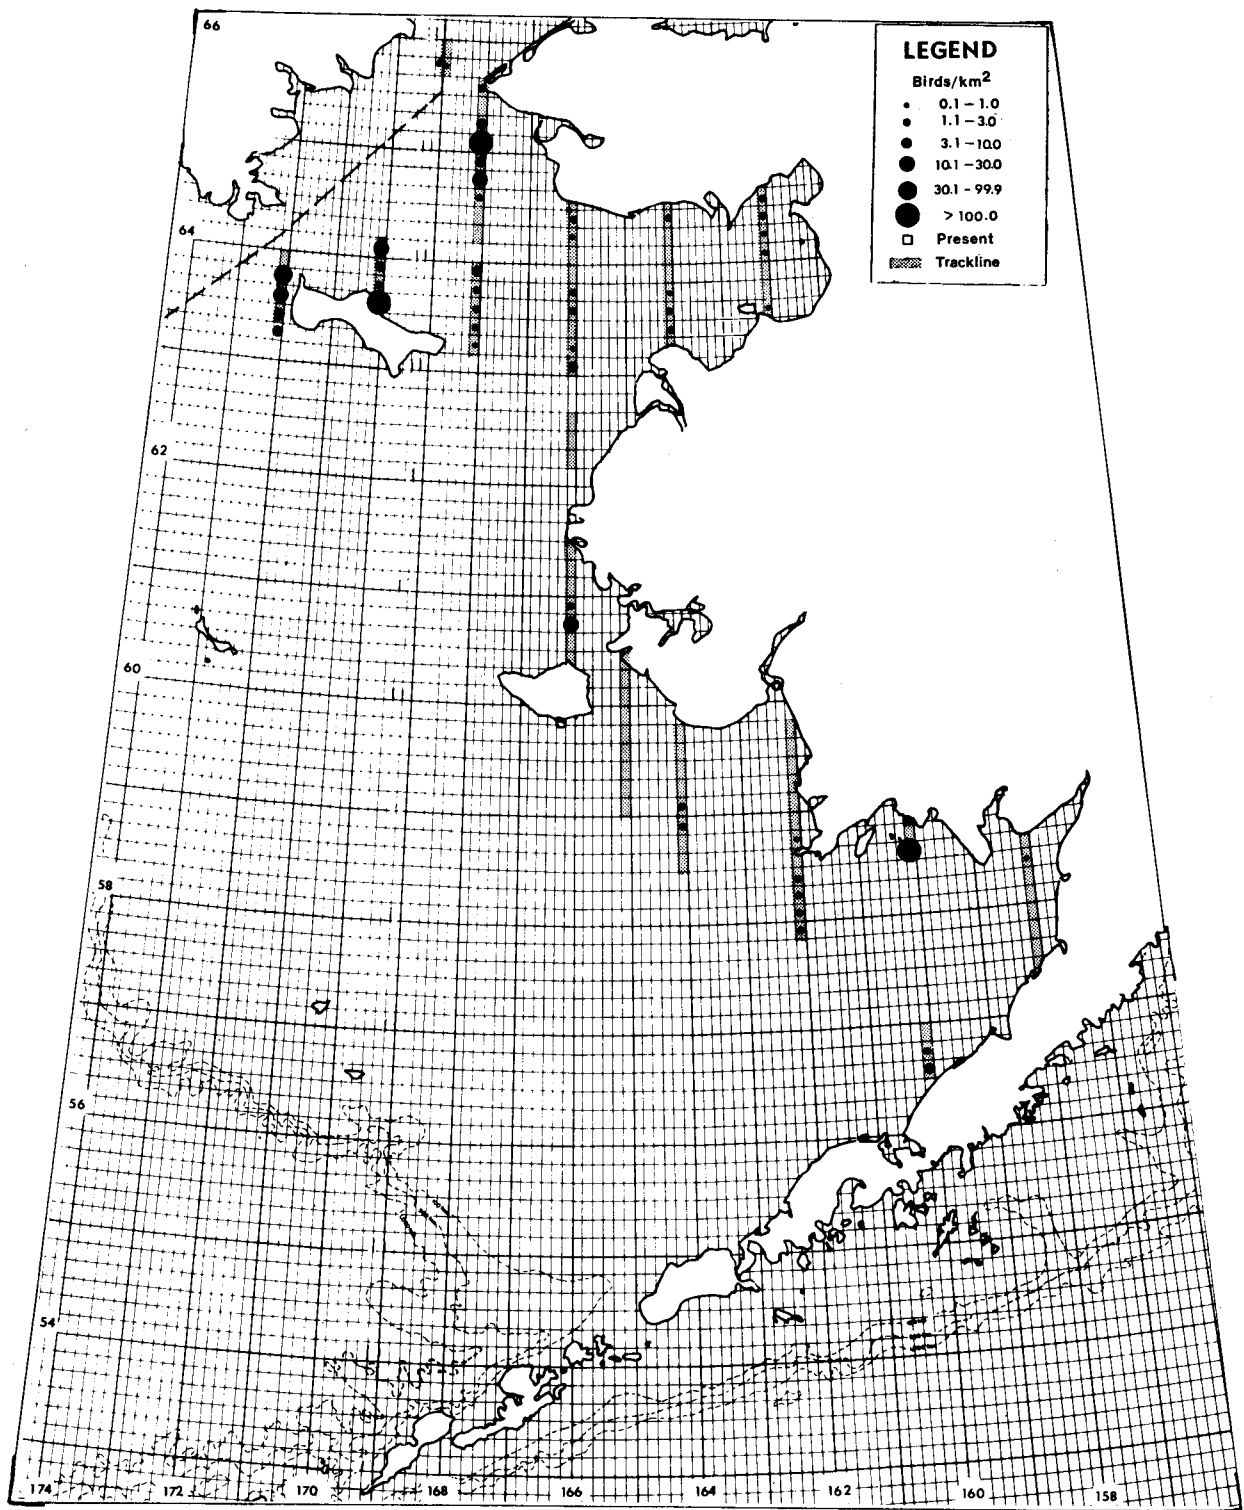 66
LEGEND
Birds/km²
0.1 – 1.0
1.1 – 3.0
3.1 – 10.0
10.1 – 30.0
30.1 – 99.9
> 100.0
Present
Trackline
64
62
60
58
56
54
174 172 170 168 166 164 162 160 158